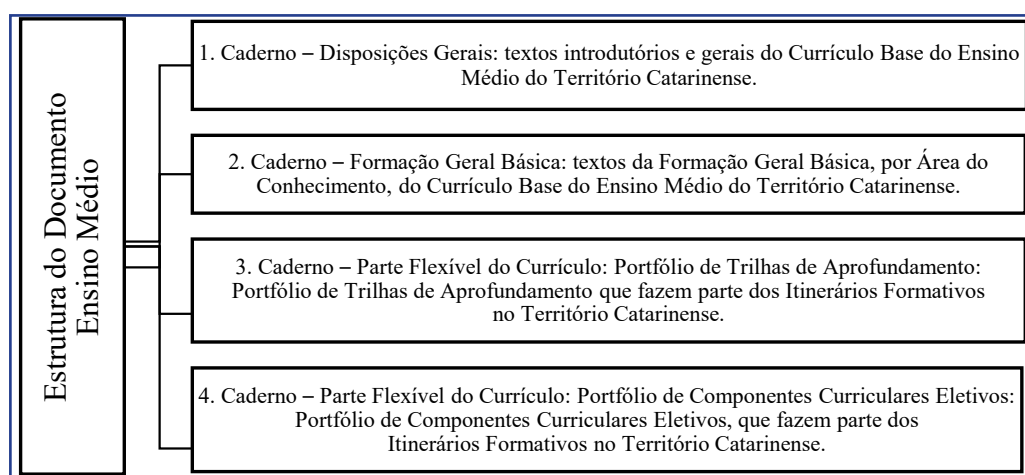 Estrutura do Documento
Ensino Médio
1. Caderno – Disposições Gerais: textos introdutórios e gerais do Currículo Base do Ensino
Médio do Território Catarinense.
2. Caderno – Formação Geral Básica: textos da Formação Geral Básica, por Área do
Conhecimento, do Currículo Base do Ensino Médio do Território Catarinense.
3. Caderno – Parte Flexível do Currículo: Portfólio de Trilhas de Aprofundamento:
Portfólio de Trilhas de Aprofundamento que fazem parte dos Itinerários Formativos
no Território Catarinense.
4. Caderno – Parte Flexível do Currículo: Portfólio de Componentes Curriculares Eletivos:
Portfólio de Componentes Curriculares Eletivos, que fazem parte dos
Itinerários Formativos no Território Catarinense.